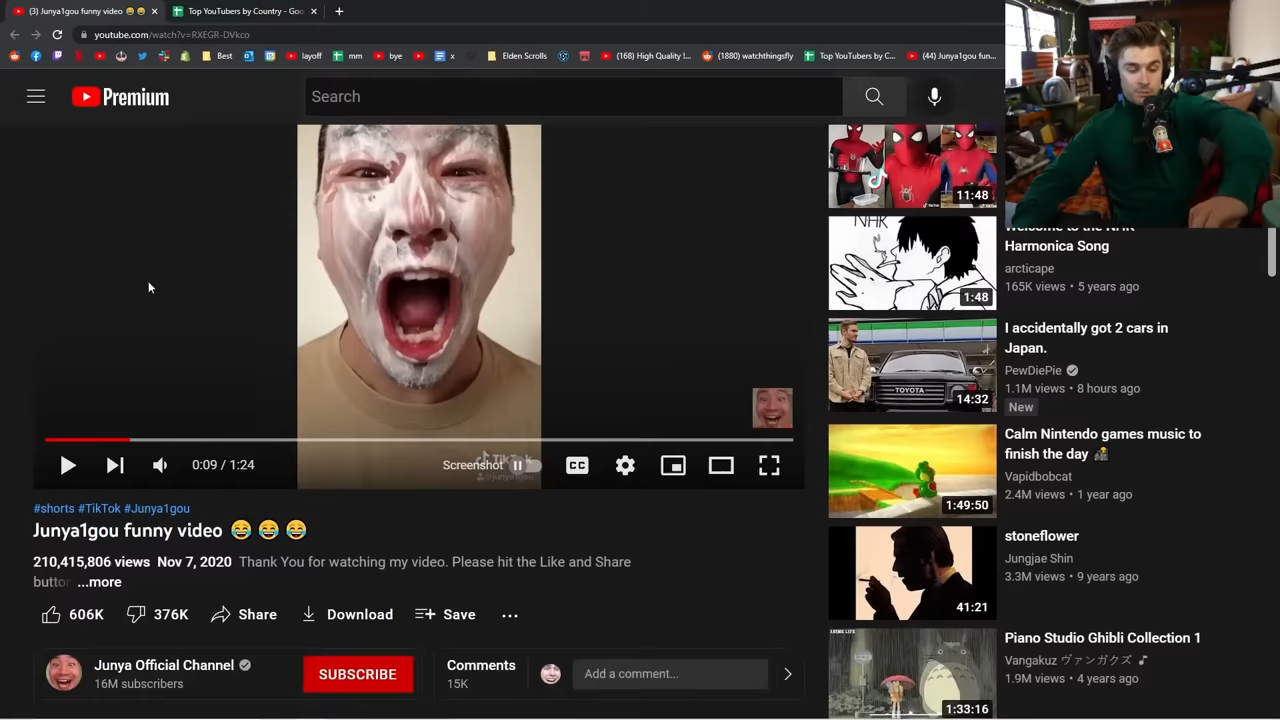 (3) Junya1gou funny video 😂 😂
Top YouTubers by Country - Goo
youtube.com/watch?v=RXEGR-DVkco
Best
layoff
mm
bye
x
Elden Scrolls
(168) High Quality I...
(1880) watchthingsfly
Top YouTubers by C...
(44) Junya1gou fun...
Premium
Search
11:48
NHK
1:48
Harmonica Song
arcticape
165K views • 5 years ago
TOYOTA
14:32
I accidentally got 2 cars in
Japan.
PewDiePie
1.1M views • 8 hours ago
New
1:49:50
Calm Nintendo games music to
finish the day
Vapidbobcat
2.4M views • 1 year ago
41:21
stoneflower
Jungjae Shin
3.3M views • 9 years ago
1:33:16
Piano Studio Ghibli Collection 1
Vangakuz ヴァンガクズ
1.9M views • 4 years ago
0:09 / 1:24
Screenshot
TikTok
CC
#shorts #TikTok #Junya1gou
Junya1gou funny video 😂 😂 😂
210,415,806 views Nov 7, 2020 Thank You for watching my video. Please hit the Like and Share
button ...more
606K
376K
Share
Download
Save
Junya Official Channel
16M subscribers
SUBSCRIBE
Comments
15K
Add a comment...